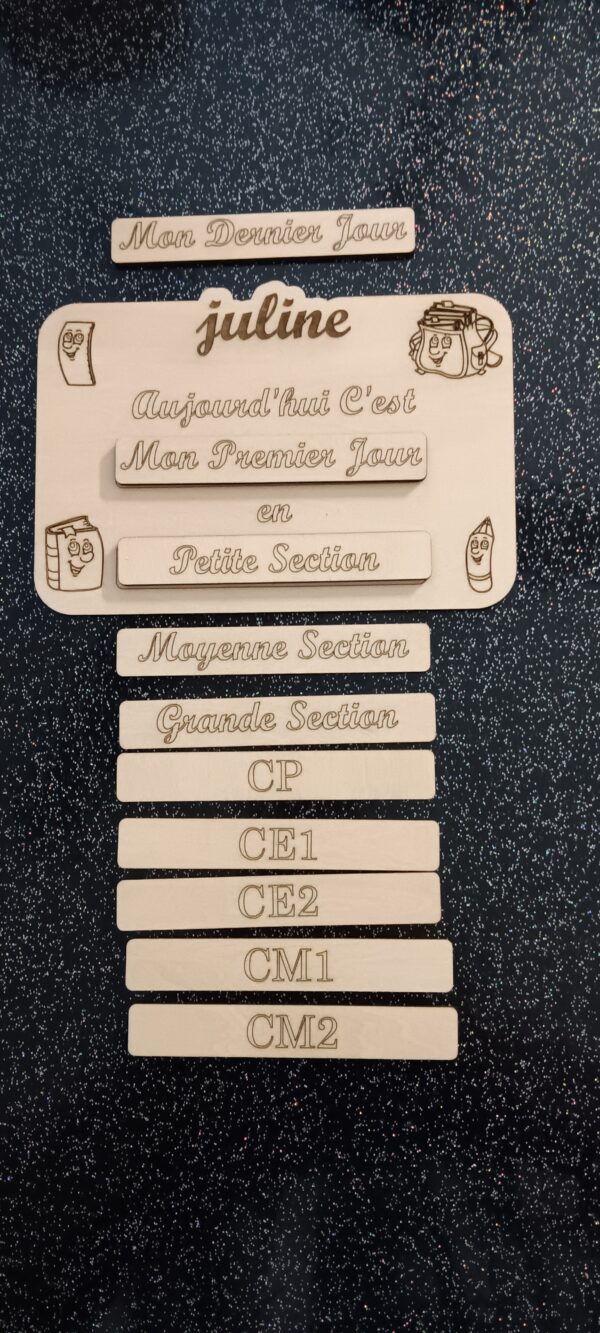 Mon Dernier Jour
juline
Aujourd'hui C'est
Mon Premier Jour
en
Petite Section
Moyenne Section
Grande Section
CP
CE1
CE2
CM1
CM2